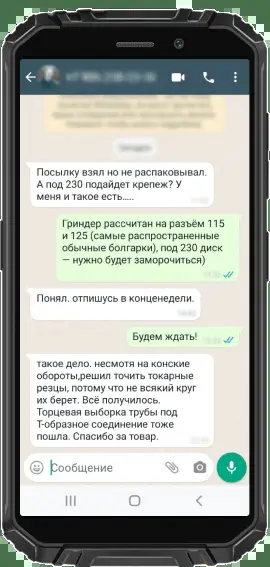 Посылку взял но не распаковывал.
А под 230 подайдет крепеж? У
меня и такое есть.....
Гриндер рассчитан на разъём 115
и 125 (самые распространенные
обычные болгарки), под 230 диск
— нужно будет заморочиться)
Понял. отпишусь в конценедели.
Будем ждать!
такое дело. несмотя на конские
обороты,решил точить токарные
резцы, потому что не всякий круг
их берет. Всё получилось.
Торцевая выборка трубы под
Т-образное соединение тоже
пошла. Спасибо за товар.
Сообщение